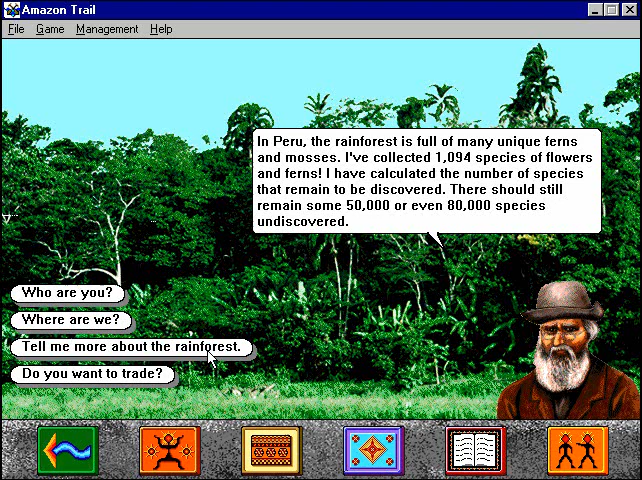 Amazon Trail
File Game Management Help
In Peru, the rainforest is full of many unique ferns
and mosses. I've collected 1,094 species of flowers
and ferns! I have calculated the number of species
that remain to be discovered. There should still
remain some 50,000 or even 80,000 species
undiscovered.
Who are you?
Where are we?
Tell me more about the rainforest.
Do you want to trade?